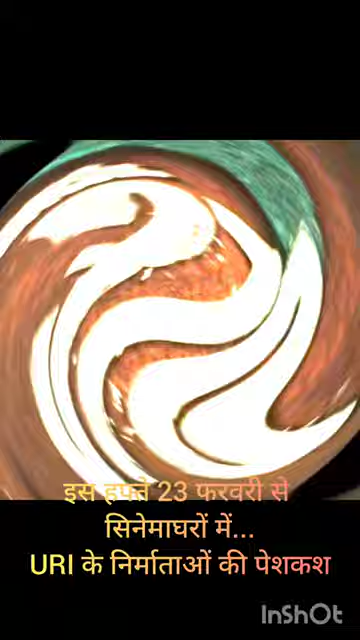 इस हफ्ते 23 फरवरी से
सिनेमाघरों में...
URI के निर्माताओं की पेशकश
InShOt